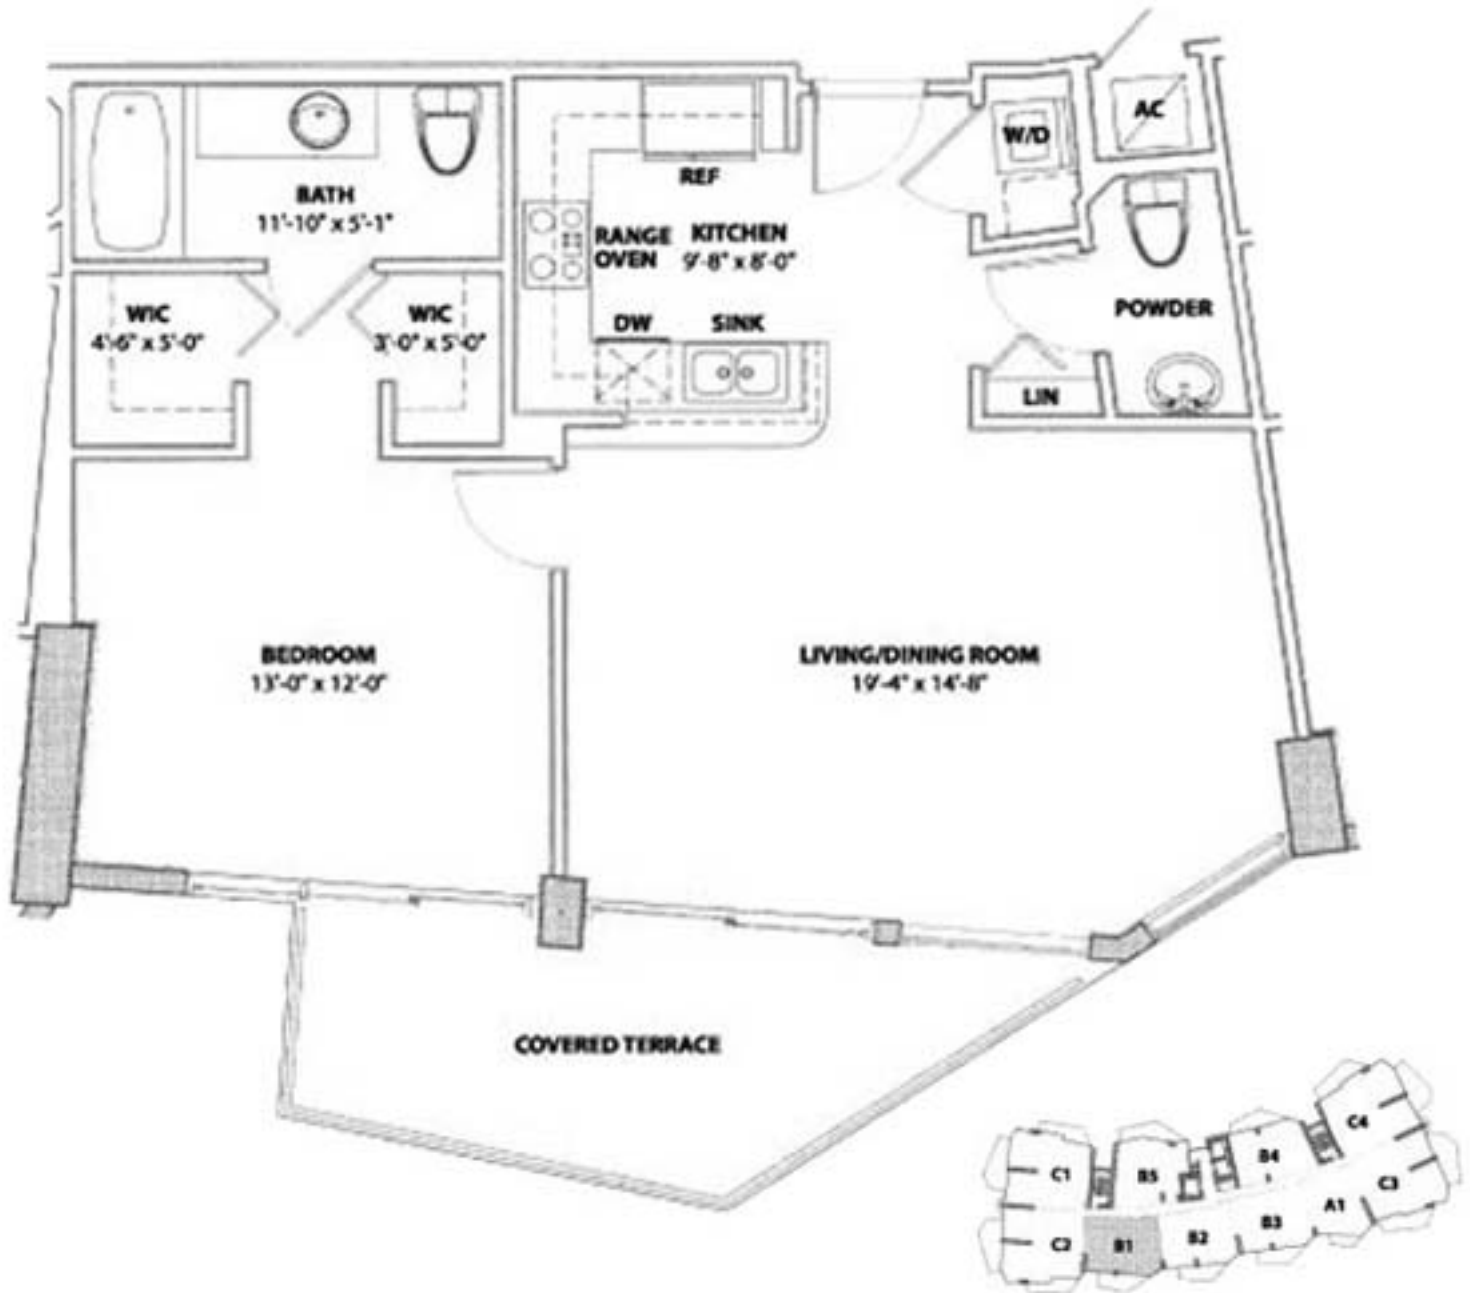 AC
W/D
BATH
11'-10" x 5'-1"
REF
RANGE
OVEN
KITCHEN
9'-8" x 8'-0"
WIC
4'-6" x 5'-0"
WIC
3'-0" x 5'-0"
DW
SINK
POWDER
LIN
BEDROOM
13'-0" x 12'-0"
LIVING/DINING ROOM
19'-4" x 14'-8"
COVERED TERRACE
C1
B5
B4
C4
C2
B1
B2
B3
A1
C3